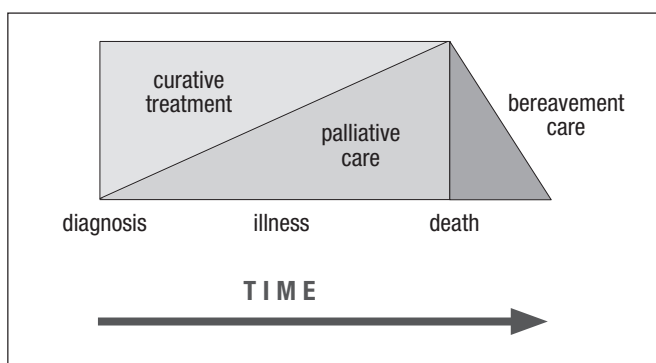 curative
treatment
palliative
care
bereavement
care
diagnosis illness death
TIME